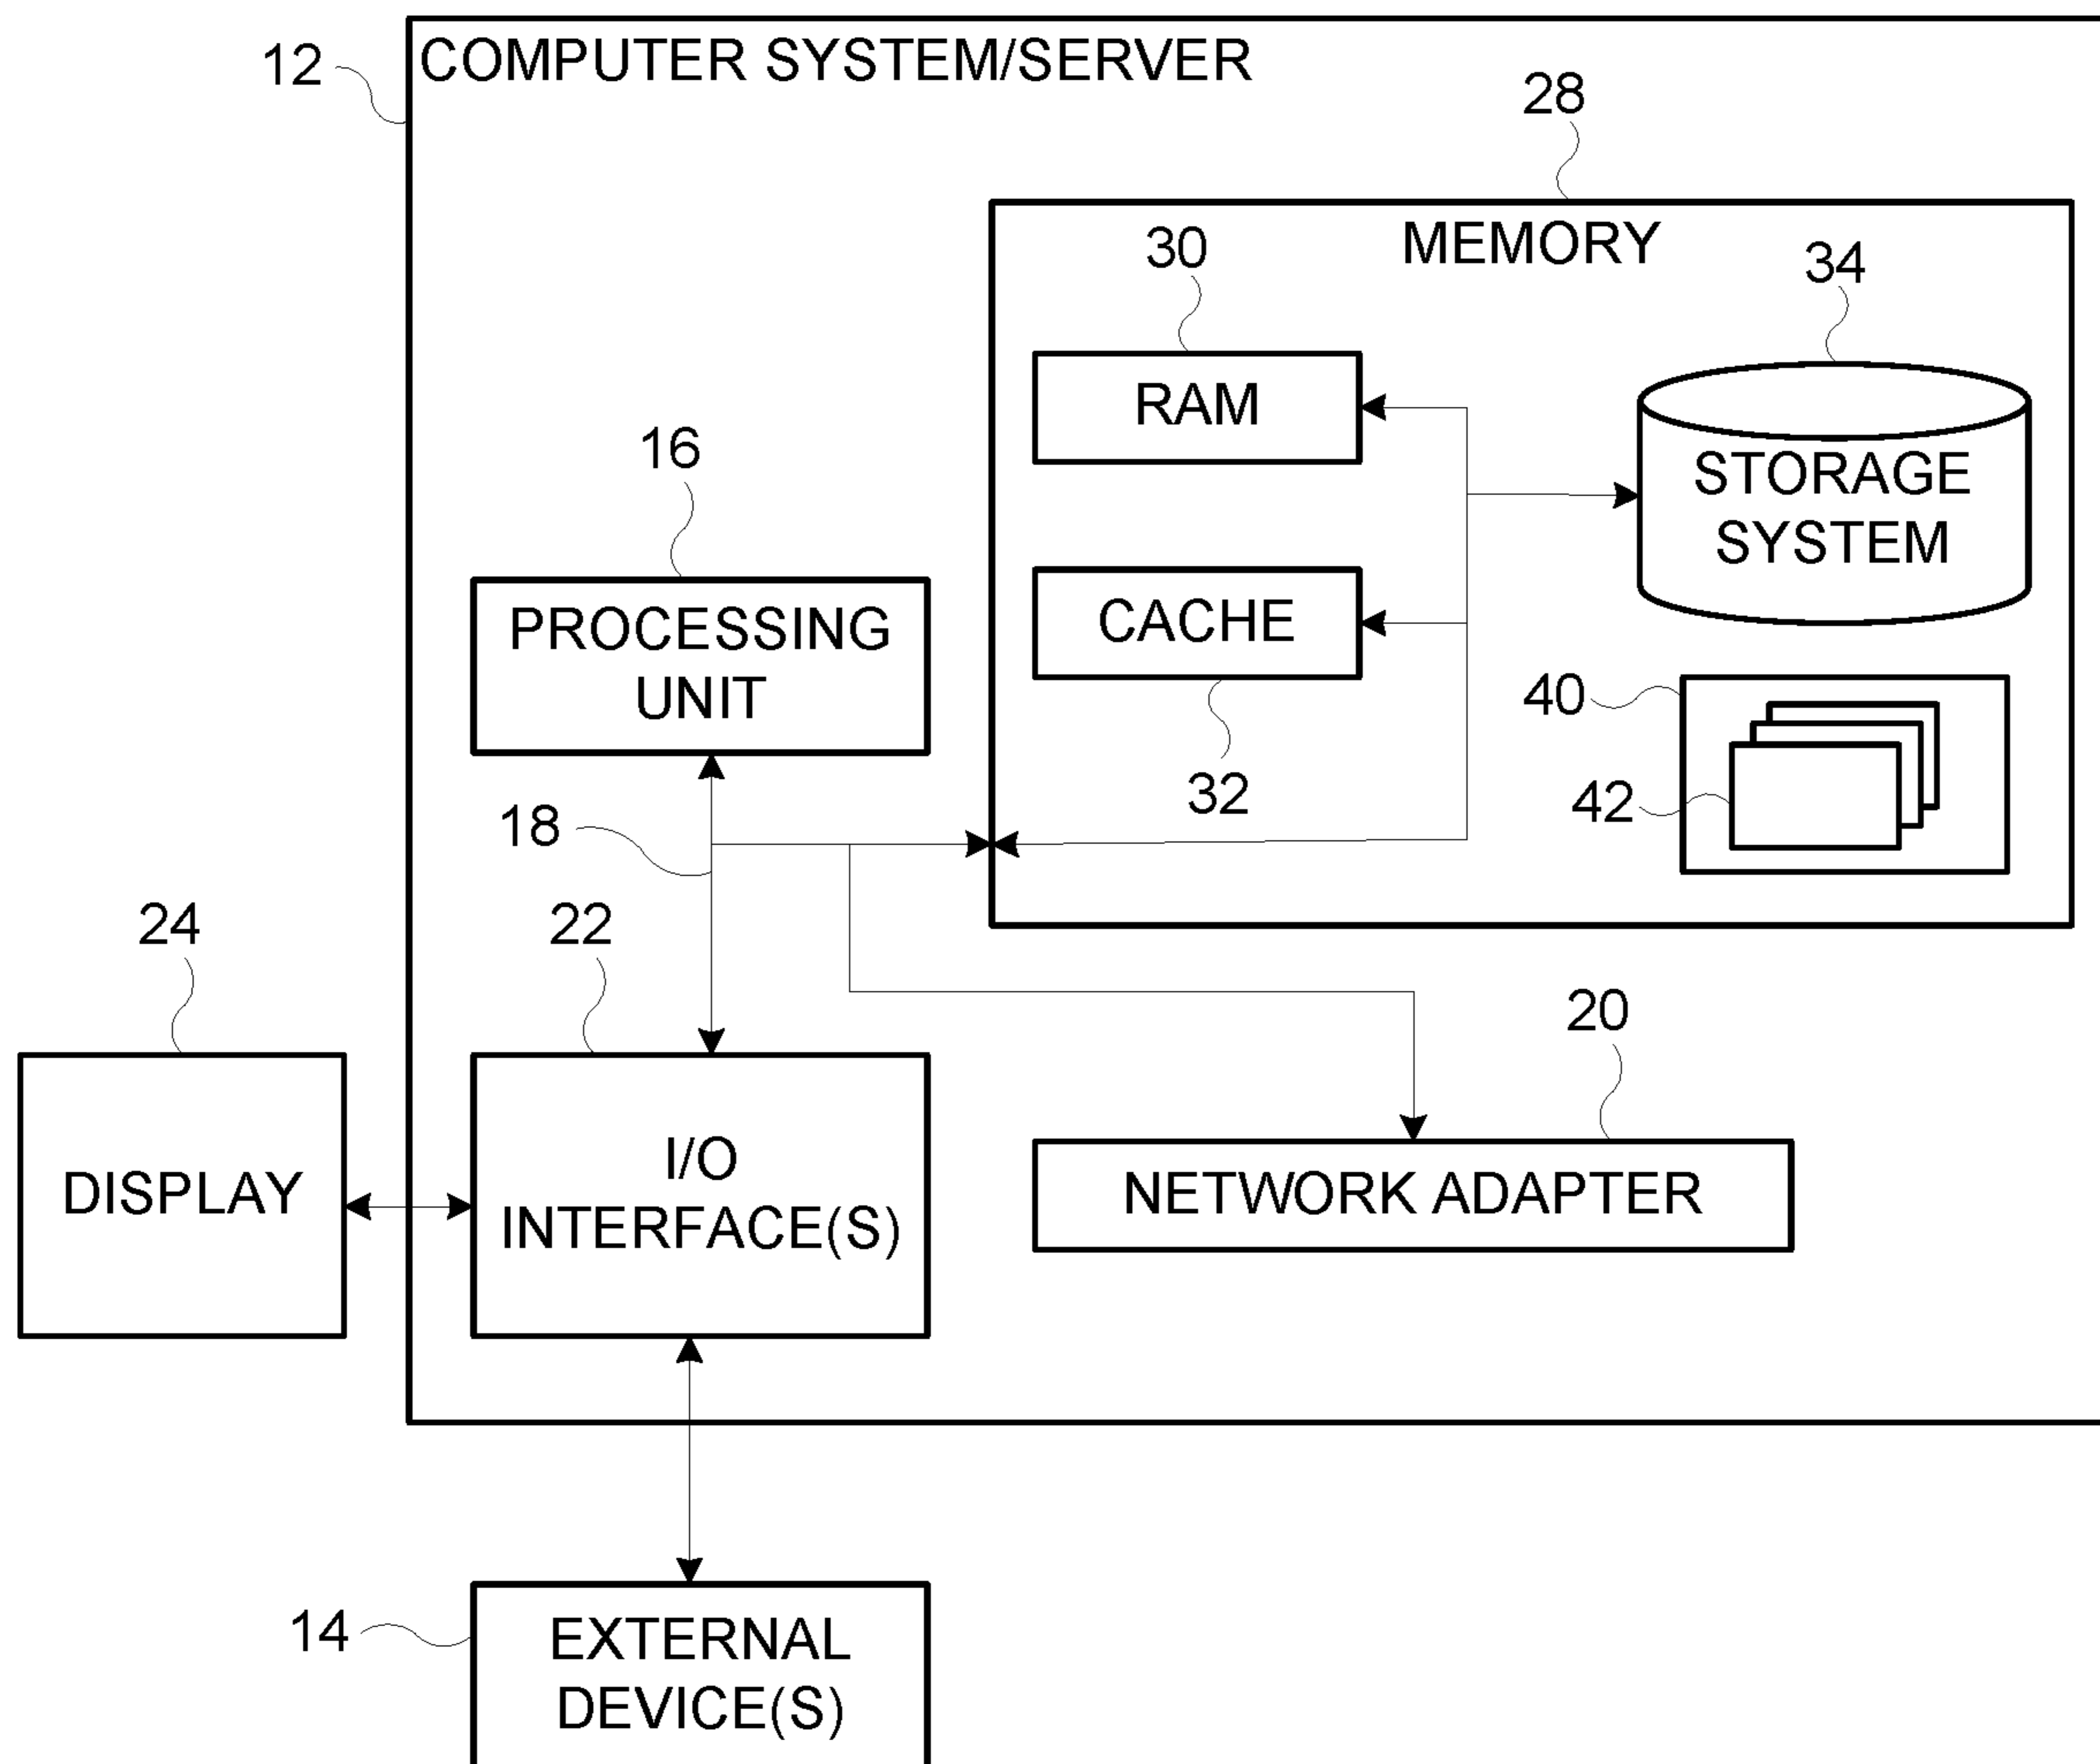 12
COMPUTER SYSTEM/SERVER
28
MEMORY
30
34
RAM
STORAGE
SYSTEM
16
PROCESSING
UNIT
CACHE
32
40
42
18
24
22
20
DISPLAY
I/O
INTERFACE(S)
NETWORK ADAPTER
14
EXTERNAL
DEVICE(S)